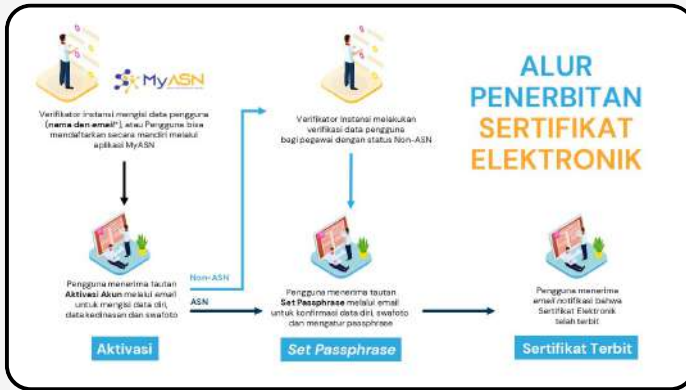 MyASN
Verifikator Instansi mengisi data pengguna
(nama dan email*), atau Pengguna bisa
mendaftarkan secara mandiri melalui
aplikasi MyASN
Verifikator Instansi melakukan
verifikasi data pengguna
bagi pegawai dengan status Non-ASN
ALUR
PENERBITAN
SERTIFIKAT
ELEKTRONIK
Pengguna menerima tautan
Aktivasi Akun melalui email
untuk mengisi data diri,
data kedinasan dan swafoto
Aktivasi
Non-ASN
ASN
Pengguna menerima tautan
Set Passphrase melalui email
untuk konfirmasi data diri, swafoto
dan mengatur passphrase
Set Passphrase
Pengguna menerima
email notifikasi bahwa
Sertifikat Elektronik
telah terbit
Sertifikat Terbit